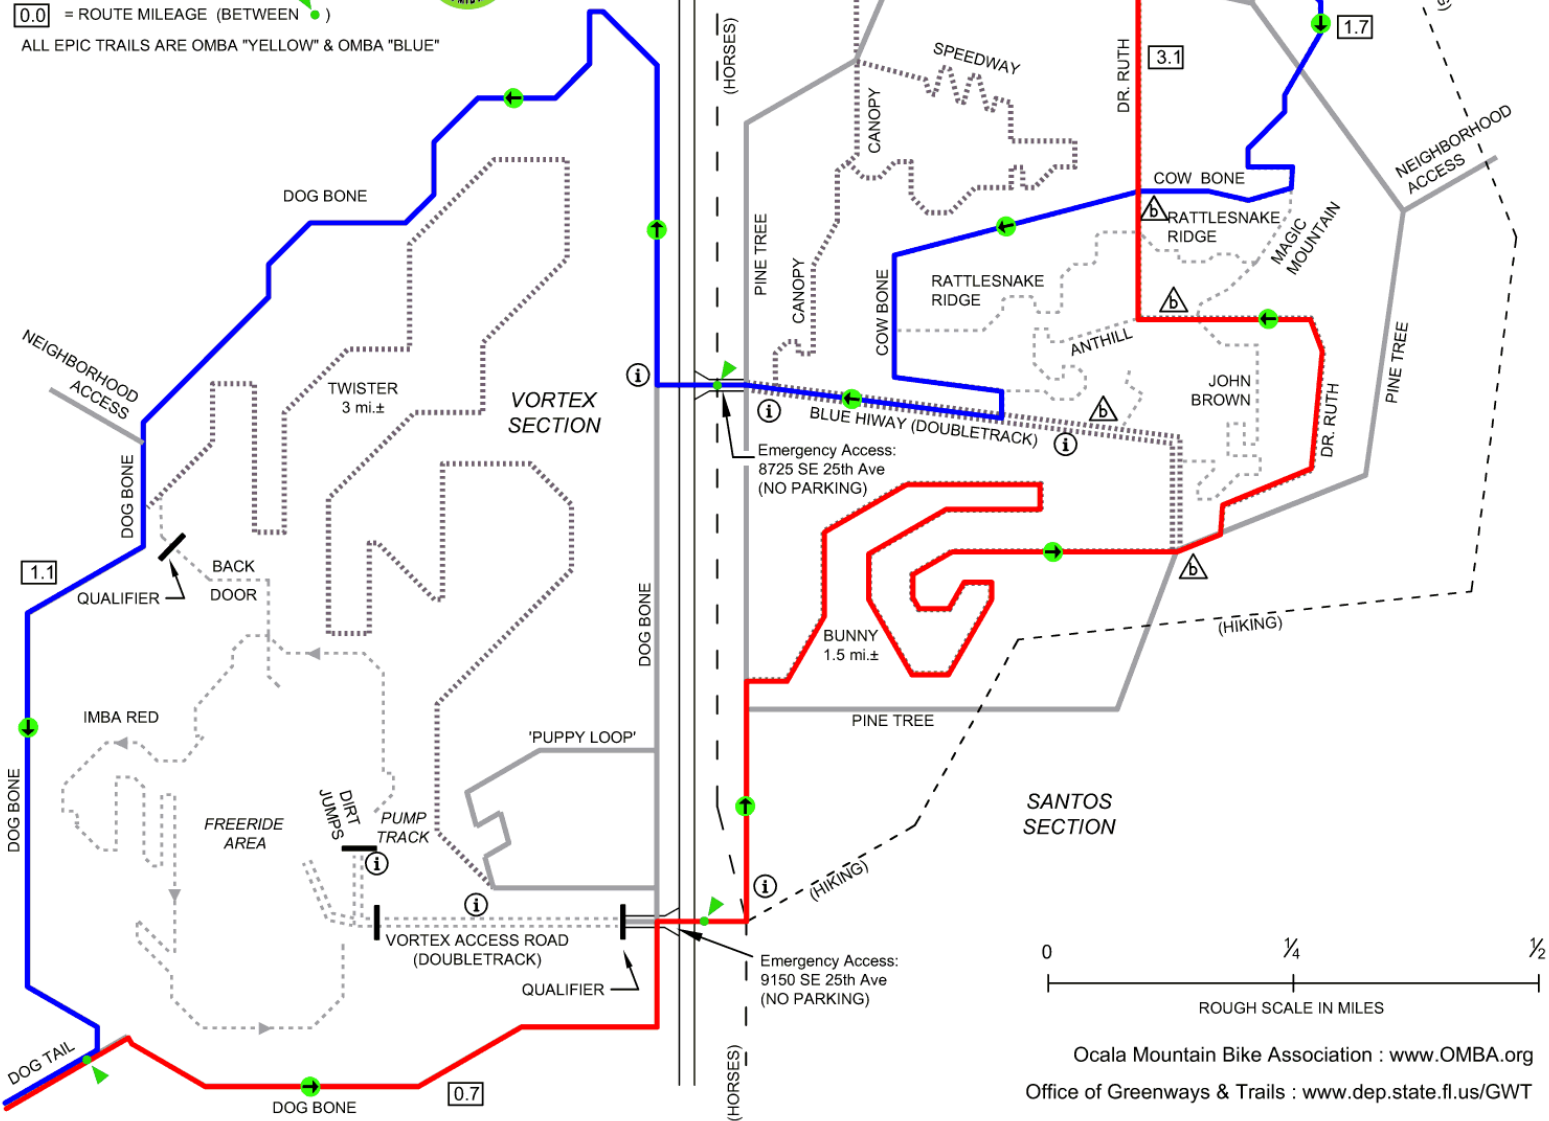 0.0 = ROUTE MILEAGE (BETWEEN )
ALL EPIC TRAILS ARE OMBA "YELLOW" & OMBA "BLUE"
(HORSES)
SPEEDWAY
CANOPY
DR. RUTH
3.1
1.7
NEIGHBORHOOD
ACCESS
DOG BONE
COW BONE
b
RATTLESNAKE
RIDGE
MAGIC
MOUNTAIN
PINE TREE
CANOPY
RATTLESNAKE
RIDGE
COW BONE
b
ANTHILL
PINE TREE
NEIGHBORHOOD
ACCESS
TWISTER
3 mi.±
VORTEX
SECTION
i
i
JOHN
BROWN
b
BLUE HIWAY (DOUBLETRACK)
i
DR. RUTH
Emergency Access:
8725 SE 25th Ave
(NO PARKING)
DOG BONE
1.1
BACK
DOOR
QUALIFIER
DOG BONE
b
BUNNY
1.5 mi.±
(HIKING)
IMBA RED
PINE TREE
'PUPPY LOOP'
DOG BONE
DIRT
JUMPS
PUMP
TRACK
FREERIDE
AREA
SANTOS
SECTION
i
i
i
(HIKING)
VORTEX ACCESS ROAD
(DOUBLETRACK)
QUALIFIER
Emergency Access:
9150 SE 25th Ave
(NO PARKING)
0 1/4 1/2
ROUGH SCALE IN MILES
DOG TAIL
DOG BONE
0.7
(HORSES)
Ocala Mountain Bike Association : www.OMBA.org
Office of Greenways & Trails : www.dep.state.fl.us/GWT